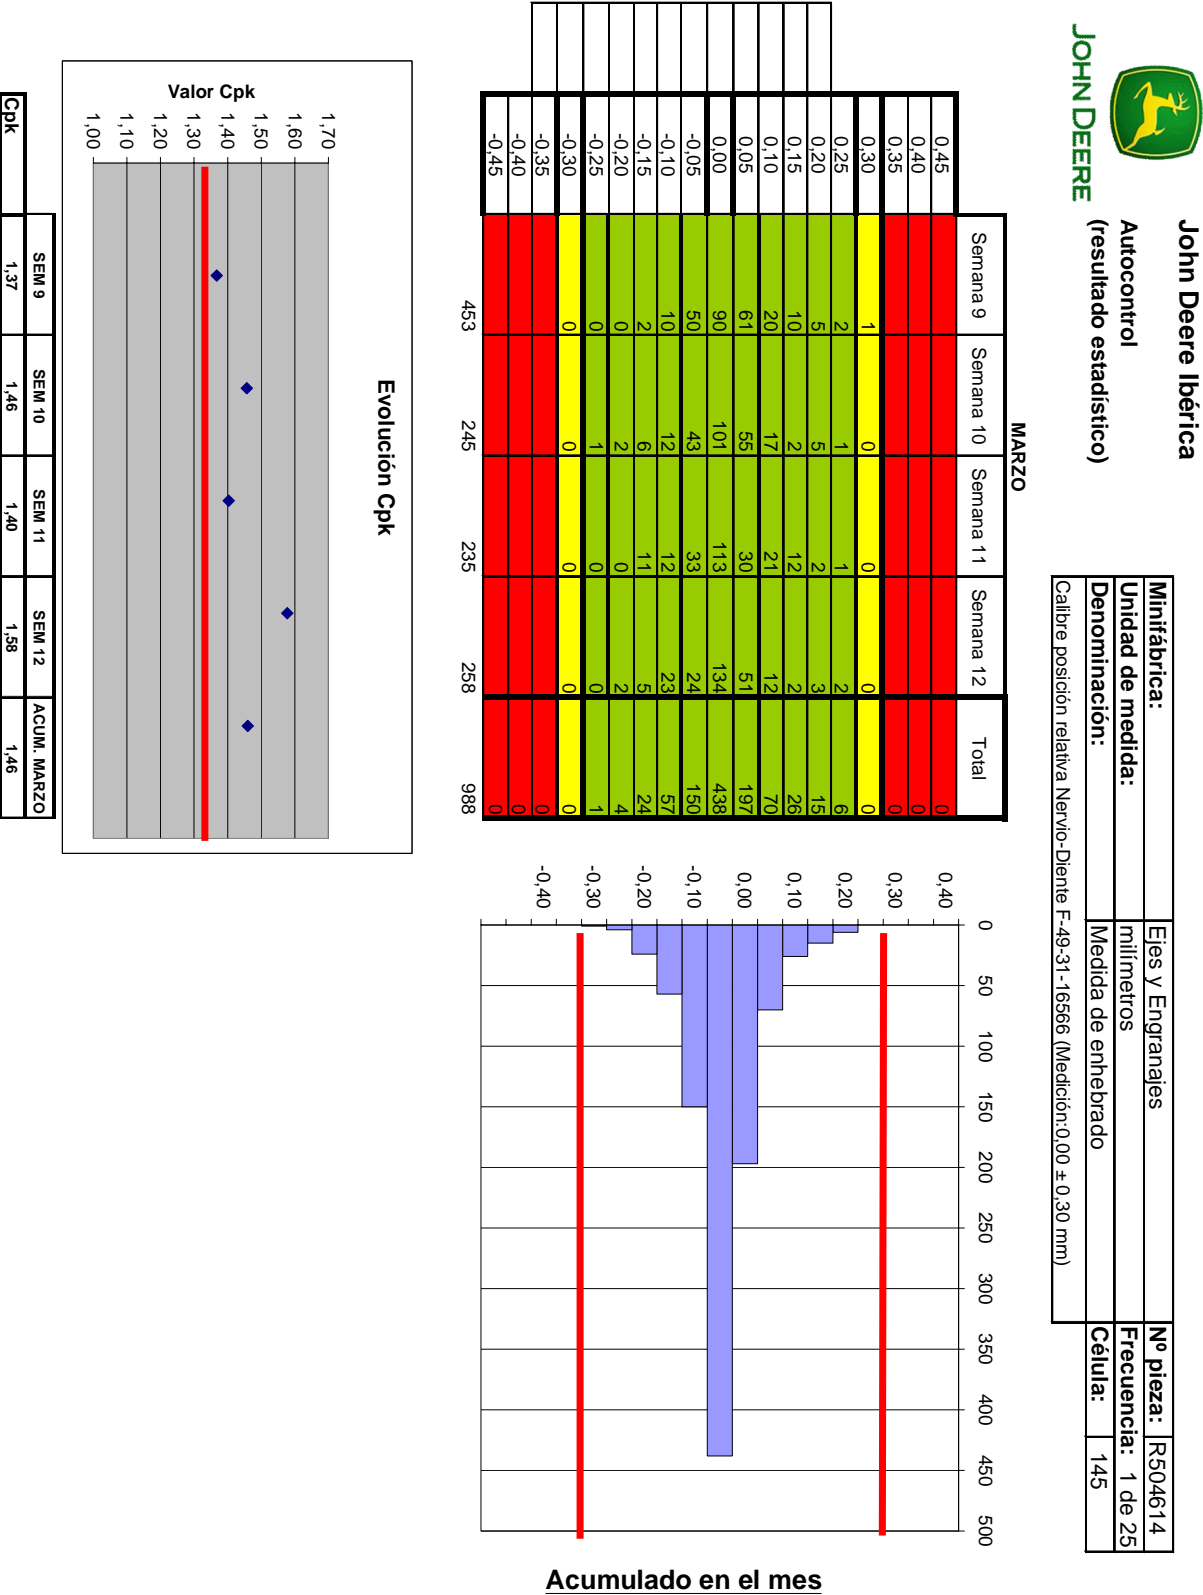 JOHN DEERE
John Deere Ibérica
Autocontrol
(resultado estadístico)
Minifábrica: Ejes y Engranajes Nº pieza: R504614
Unidad de medida: milímetros Frecuencia: 1 de 25
Denominación: Medida de enhebrado Célula: 145
Calibre posición relativa Nervio-Diente F-49-31-16566 (Medición:0,00 ± 0,30 mm)
MARZO
Semana 9 Semana 10 Semana 11 Semana 12 Total
0,45 0
0,40 0
0,35 0
0,30 1 0 0 0 0
0,25 2 1 1 2 6
0,20 5 5 2 3 15
0,15 10 2 12 2 26
0,10 20 17 21 12 70
0,05 61 55 30 51 197
0,00 90 101 113 134 438
-0,05 50 43 33 24 150
-0,10 10 12 12 23 57
-0,15 2 6 11 5 24
-0,20 0 2 0 2 4
-0,25 0 1 0 0 1
-0,30 0 0 0 0 0
-0,35 0
-0,40 0
-0,45 0
453 245 235 258 988
0 50 100 150 200 250 300 350 400 450 500
0,40
0,30
0,20
0,10
0,00
-0,10
-0,20
-0,30
-0,40
Acumulado en el mes
Evolución Cpk
Valor Cpk
1,70
1,60
1,50
1,40
1,30
1,20
1,10
1,00
SEM 9 SEM 10 SEM 11 SEM 12 ACUM. MARZO
Cpk 1,37 1,46 1,40 1,58 1,46